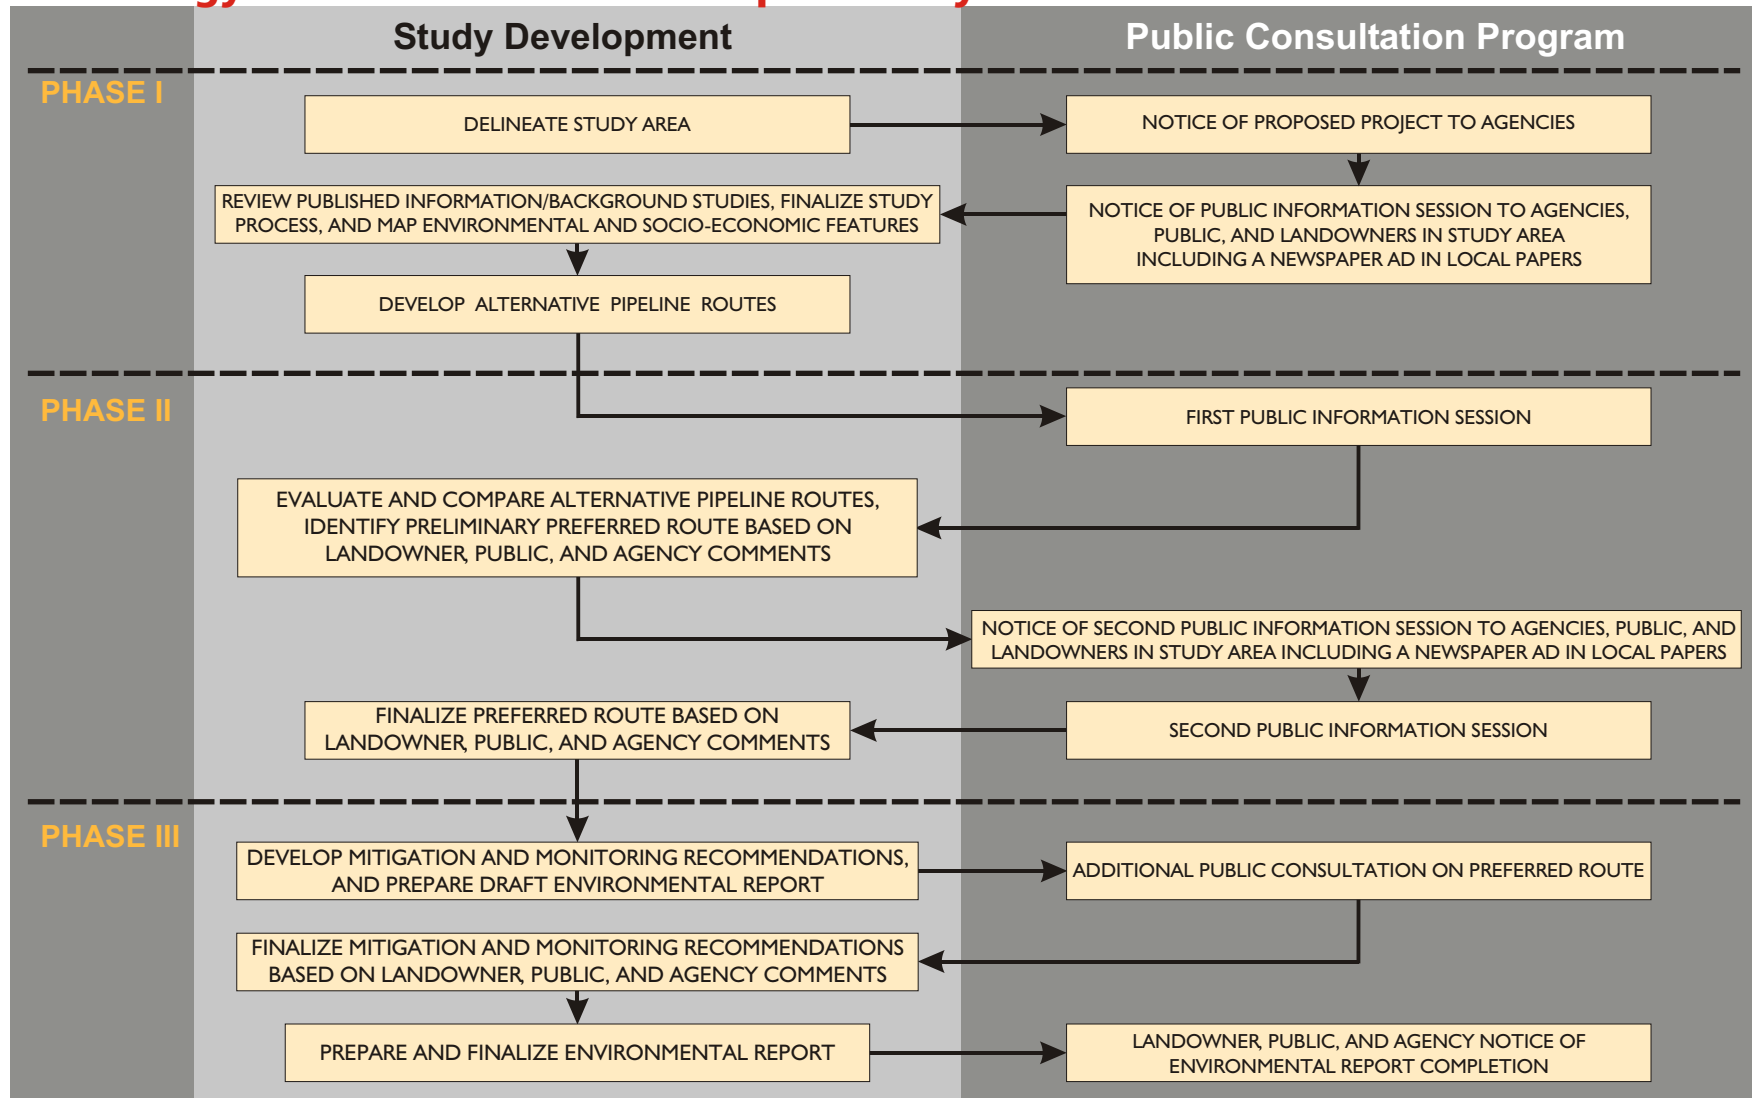 Study Development
Public Consultation Program
PHASE I
DELINEATE STUDY AREA
NOTICE OF PROPOSED PROJECT TO AGENCIES
REVIEW PUBLISHED INFORMATION/BACKGROUND STUDIES, FINALIZE STUDY
PROCESS, AND MAP ENVIRONMENTAL AND SOCIO-ECONOMIC FEATURES
NOTICE OF PUBLIC INFORMATION SESSION TO AGENCIES,
PUBLIC, AND LANDOWNERS IN STUDY AREA
INCLUDING A NEWSPAPER AD IN LOCAL PAPERS
DEVELOP ALTERNATIVE PIPELINE ROUTES
PHASE II
FIRST PUBLIC INFORMATION SESSION
EVALUATE AND COMPARE ALTERNATIVE PIPELINE ROUTES,
IDENTIFY PRELIMINARY PREFERRED ROUTE BASED ON
LANDOWNER, PUBLIC, AND AGENCY COMMENTS
NOTICE OF SECOND PUBLIC INFORMATION SESSION TO AGENCIES, PUBLIC, AND
LANDOWNERS IN STUDY AREA INCLUDING A NEWSPAPER AD IN LOCAL PAPERS
FINALIZE PREFERRED ROUTE BASED ON
LANDOWNER, PUBLIC, AND AGENCY COMMENTS
SECOND PUBLIC INFORMATION SESSION
PHASE III
DEVELOP MITIGATION AND MONITORING RECOMMENDATIONS,
AND PREPARE DRAFT ENVIRONMENTAL REPORT
ADDITIONAL PUBLIC CONSULTATION ON PREFERRED ROUTE
FINALIZE MITIGATION AND MONITORING RECOMMENDATIONS
BASED ON LANDOWNER, PUBLIC, AND AGENCY COMMENTS
PREPARE AND FINALIZE ENVIRONMENTAL REPORT
LANDOWNER, PUBLIC, AND AGENCY NOTICE OF
ENVIRONMENTAL REPORT COMPLETION